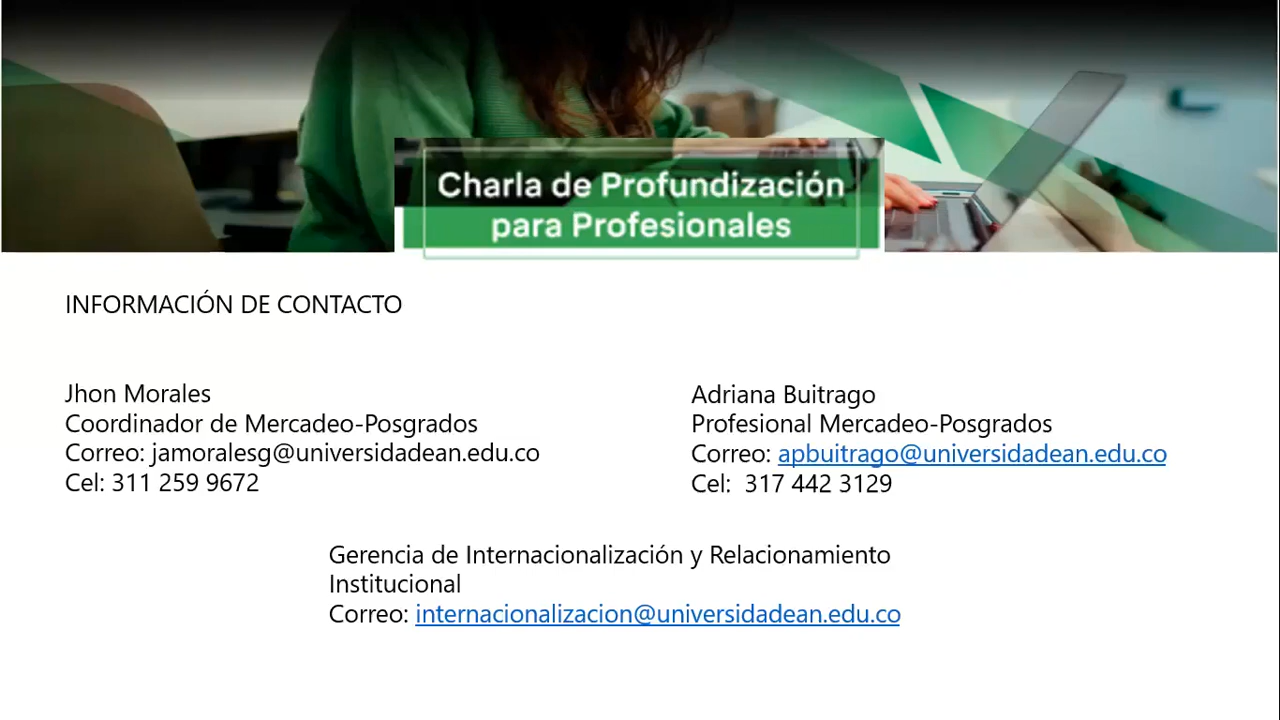 Charla de Profundización
para Profesionales
INFORMACIÓN DE CONTACTO
Jhon Morales
Coordinador de Mercadeo-Posgrados
Correo: jamoralesg@universidadean.edu.co
Cel: 311 259 9672
Adriana Buitrago
Profesional Mercadeo-Posgrados
Correo: apbuitrago@universidadean.edu.co
Cel:  317 442 3129
Gerencia de Internacionalización y Relacionamiento
Institucional
Correo: internacionalizacion@universidadean.edu.co